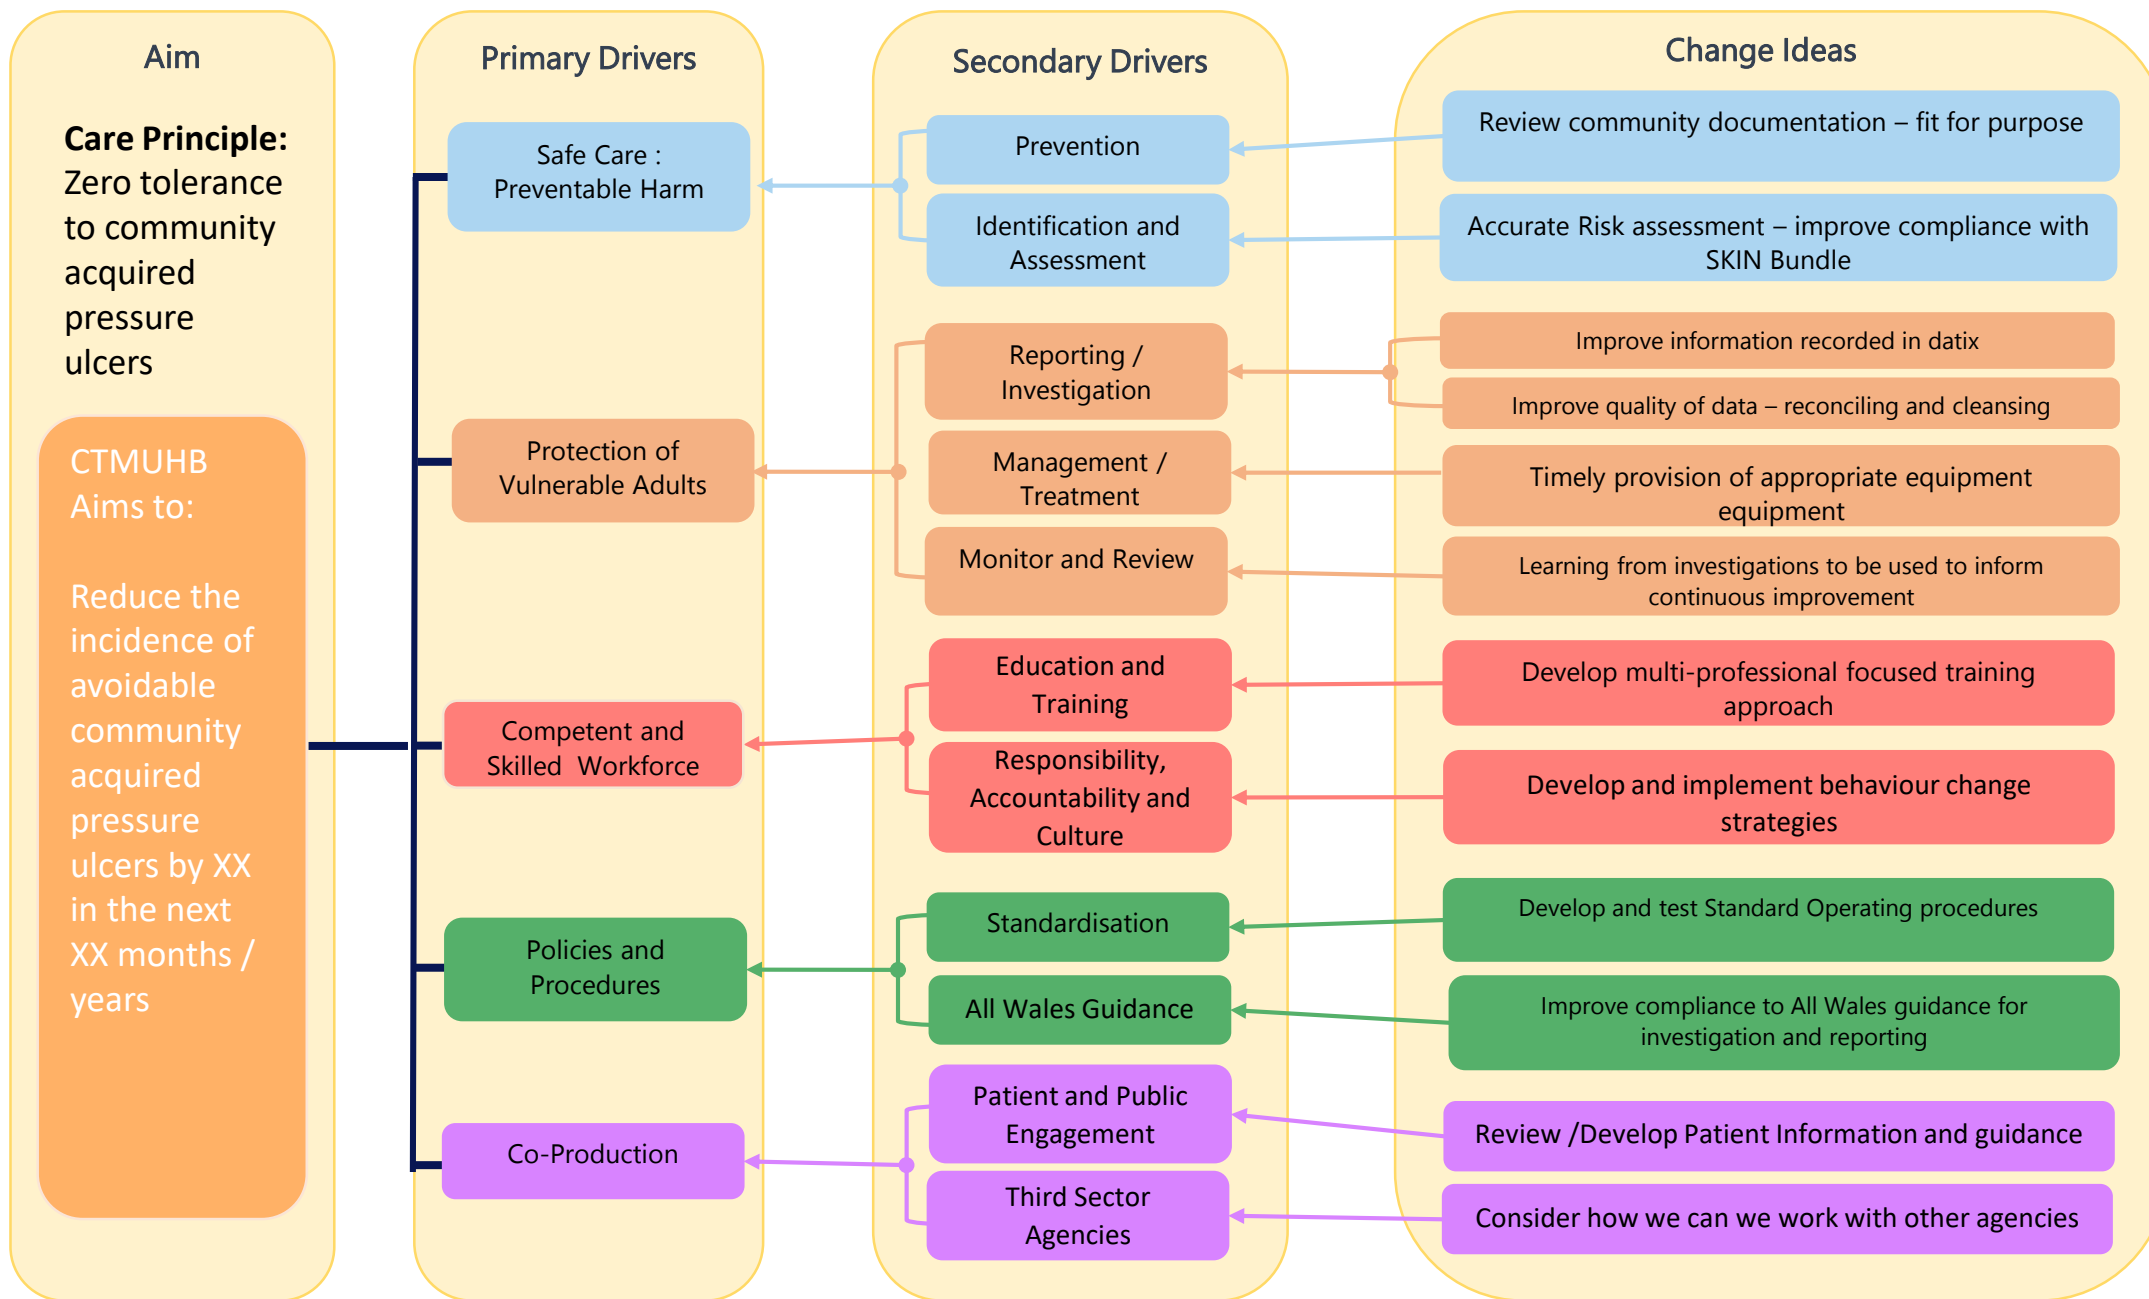 Aim
Care Principle:
Zero tolerance
to community
acquired
pressure
ulcers
CTMUHB
Aims to:
Reduce the
incidence of
avoidable
community
acquired
pressure
ulcers by XX
in the next
XX months /
years
Primary Drivers
Safe Care :
Preventable Harm
Protection of
Vulnerable Adults
Competent and
Skilled Workforce
Policies and
Procedures
Co-Production
Secondary Drivers
Prevention
Identification and
Assessment
Reporting /
Investigation
Management /
Treatment
Monitor and Review
Education and
Training
Responsibility,
Accountability and
Culture
Standardisation
All Wales Guidance
Patient and Public
Engagement
Third Sector
Agencies
Change Ideas
Review community documentation – fit for purpose
Accurate Risk assessment – improve compliance with
SKIN Bundle
Improve information recorded in datix
Improve quality of data – reconciling and cleansing
Timely provision of appropriate equipment
equipment
Learning from investigations to be used to inform
continuous improvement
Develop multi-professional focused training
approach
Develop and implement behaviour change
strategies
Develop and test Standard Operating procedures
Improve compliance to All Wales guidance for
investigation and reporting
Review /Develop Patient Information and guidance
Consider how we can we work with other agencies